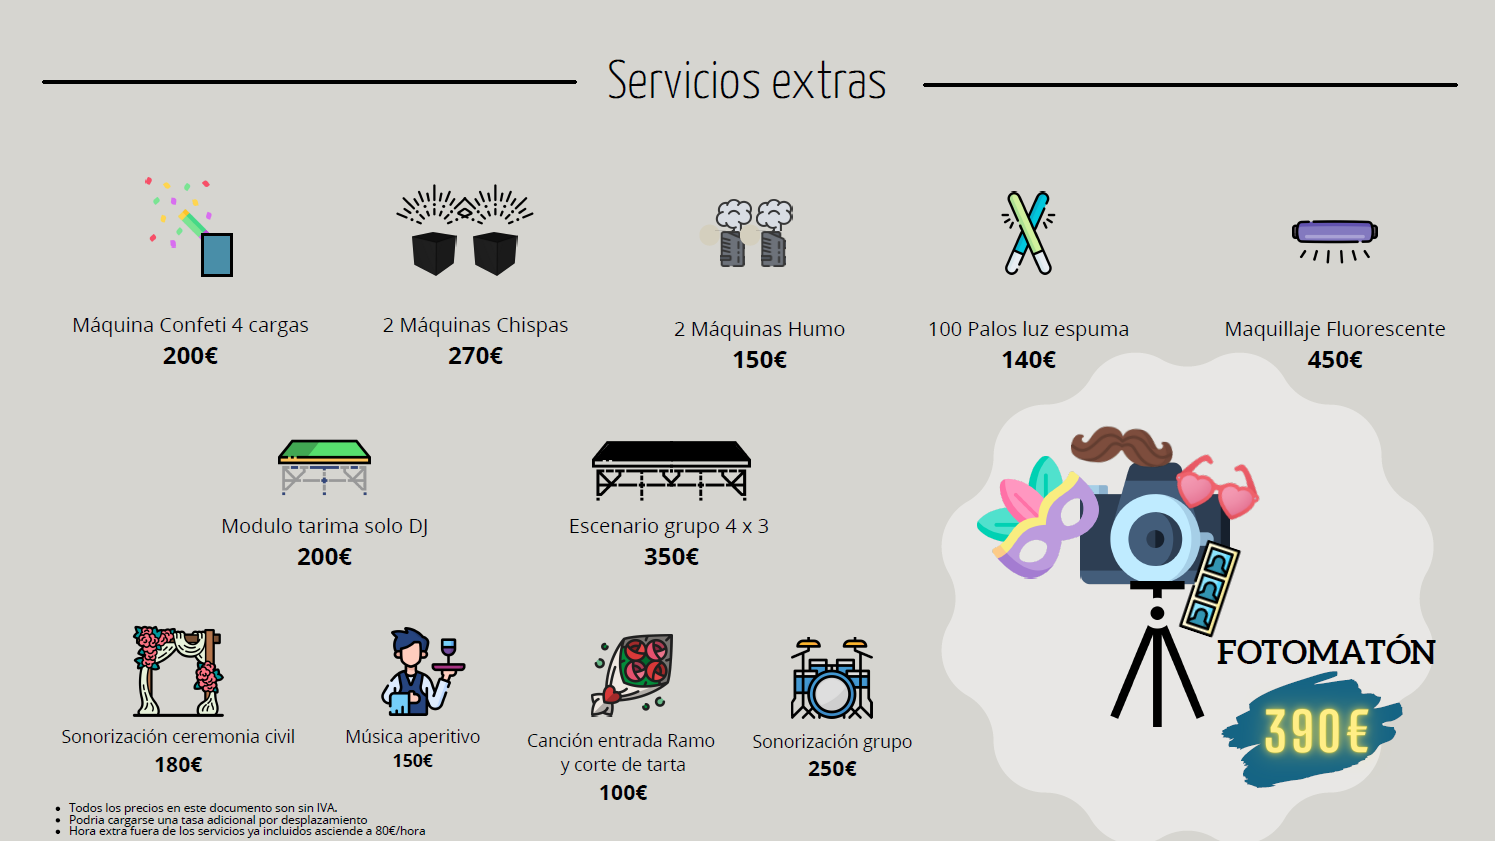 Servicios extras
Máquina Confeti 4 cargas
200€
2 Máquinas Chispas
270€
2 Máquinas Humo
150€
100 Palos luz espuma
140€
Maquillaje Fluorescente
450€
Modulo tarima solo DJ
200€
Escenario grupo 4 x 3
350€
Sonorización ceremonia civil
180€
Música aperitivo
150€
Canción entrada Ramo
y corte de tarta
100€
Sonorización grupo
250€
FOTOMATÓN
390€
• Todos los precios en este documento son sin IVA.
• Podria cargarse una tasa adicional por desplazamiento
• Hora extra fuera de los servicios ya incluidos asciende a 80€/hora